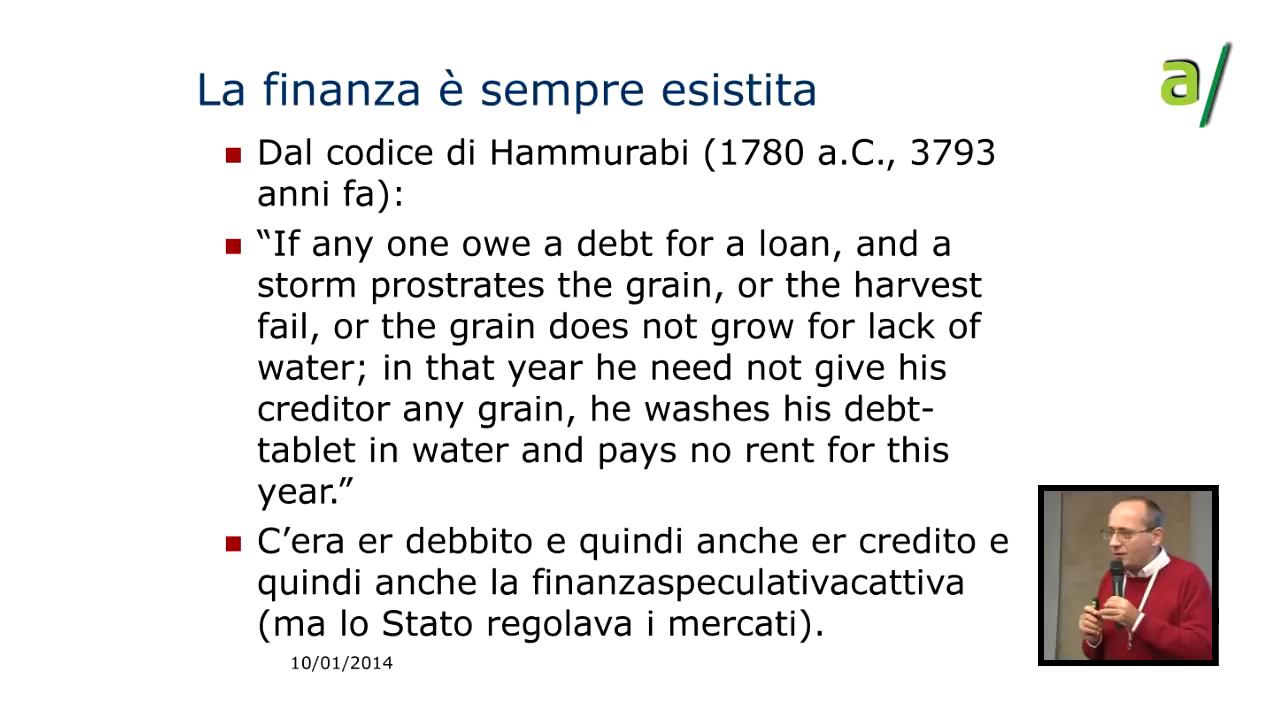 La finanza è sempre esistita
a/
Dal codice di Hammurabi (1780 a.C., 3793
anni fa):
“If any one owe a debt for a loan, and a
storm prostrates the grain, or the harvest
fail, or the grain does not grow for lack of
water; in that year he need not give his
creditor any grain, he washes his debt-
tablet in water and pays no rent for this
year.”
C’era er debbito e quindi anche er credito e
quindi anche la finanzaspeculativacattiva
(ma lo Stato regolava i mercati).
10/01/2014